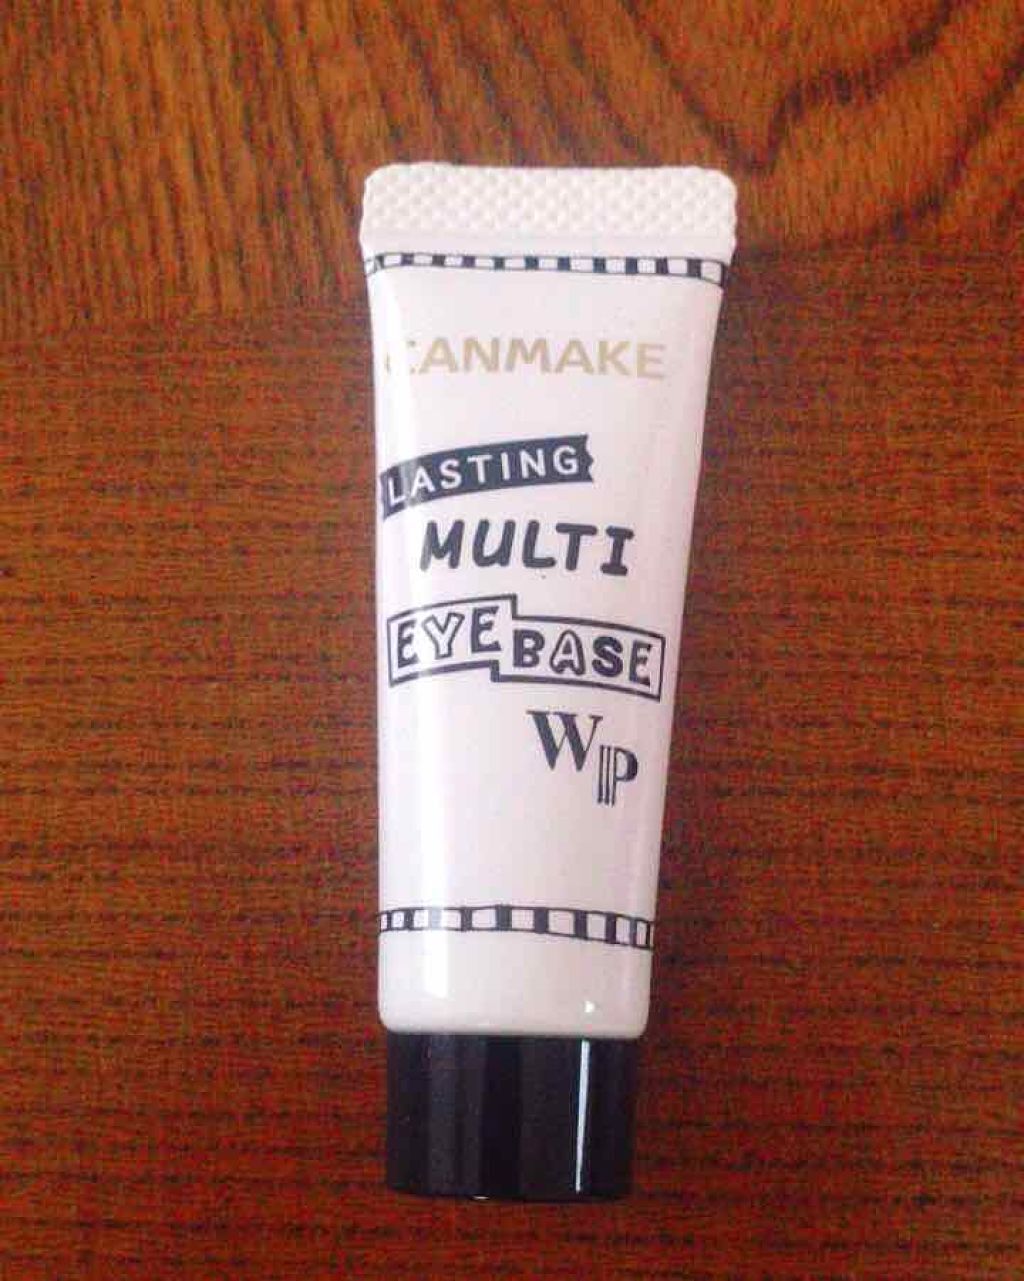 CANMAKE
LASTING
MULTI
EYE BASE
WP